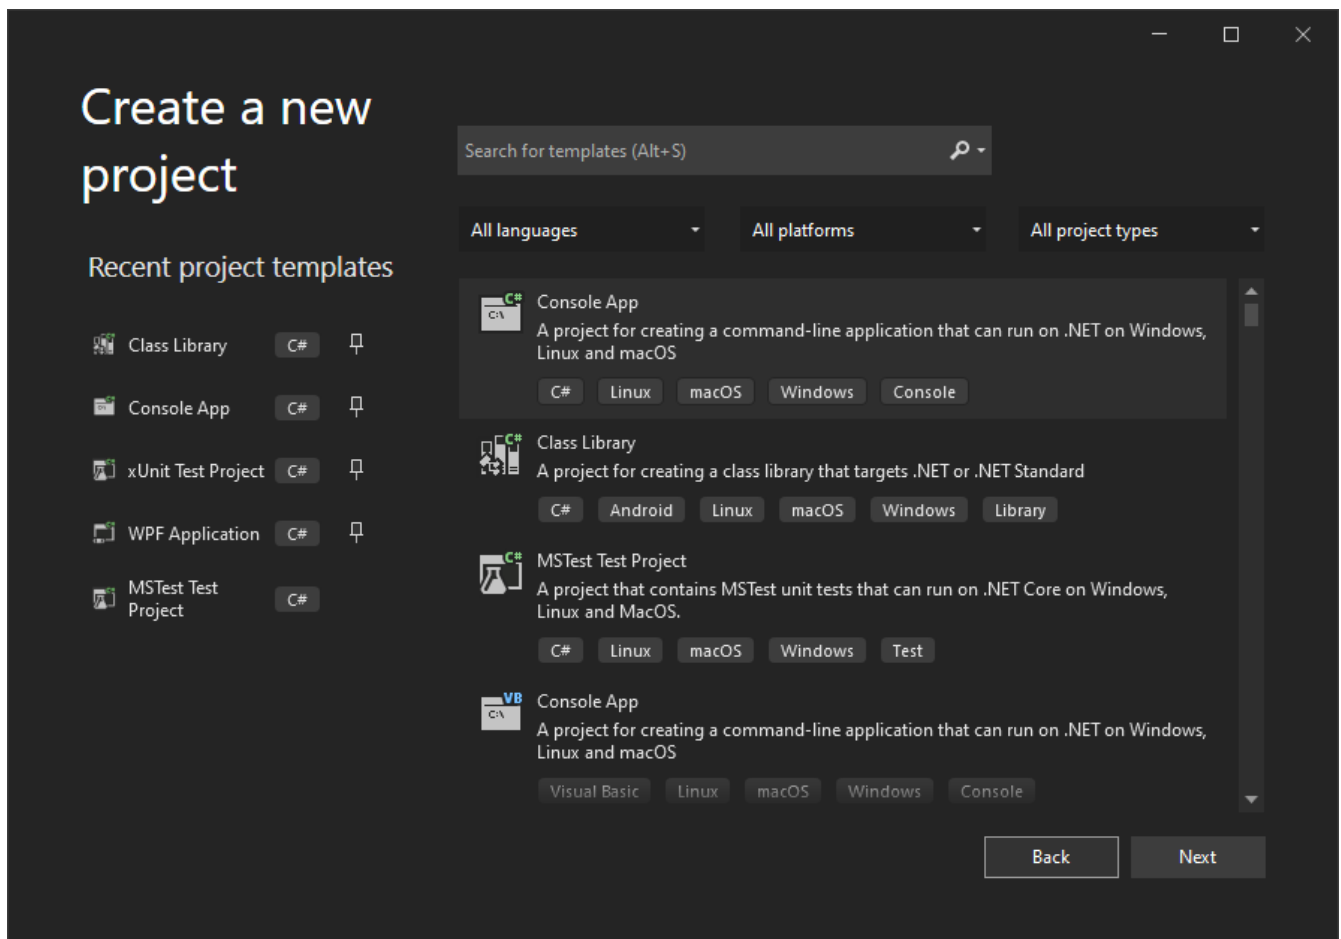 Create a new
project
Search for templates (Alt+S)
All languages
All platforms
All project types
Recent project templates
Class Library
C#
Console App
C#
xUnit Test Project
C#
WPF Application
C#
MSTest Test
Project
C#
C#
C:\
Console App
A project for creating a command-line application that can run on .NET on Windows,
Linux and macOS
C# Linux macOS Windows Console
C#
Class Library
A project for creating a class library that targets .NET or .NET Standard
C# Android Linux macOS Windows Library
C#
MSTest Test Project
A project that contains MSTest unit tests that can run on .NET Core on Windows,
Linux and MacOS.
C# Linux macOS Windows Test
VB
C:\
Console App
A project for creating a command-line application that can run on .NET on Windows,
Linux and macOS
Visual Basic Linux macOS Windows Console
Back
Next